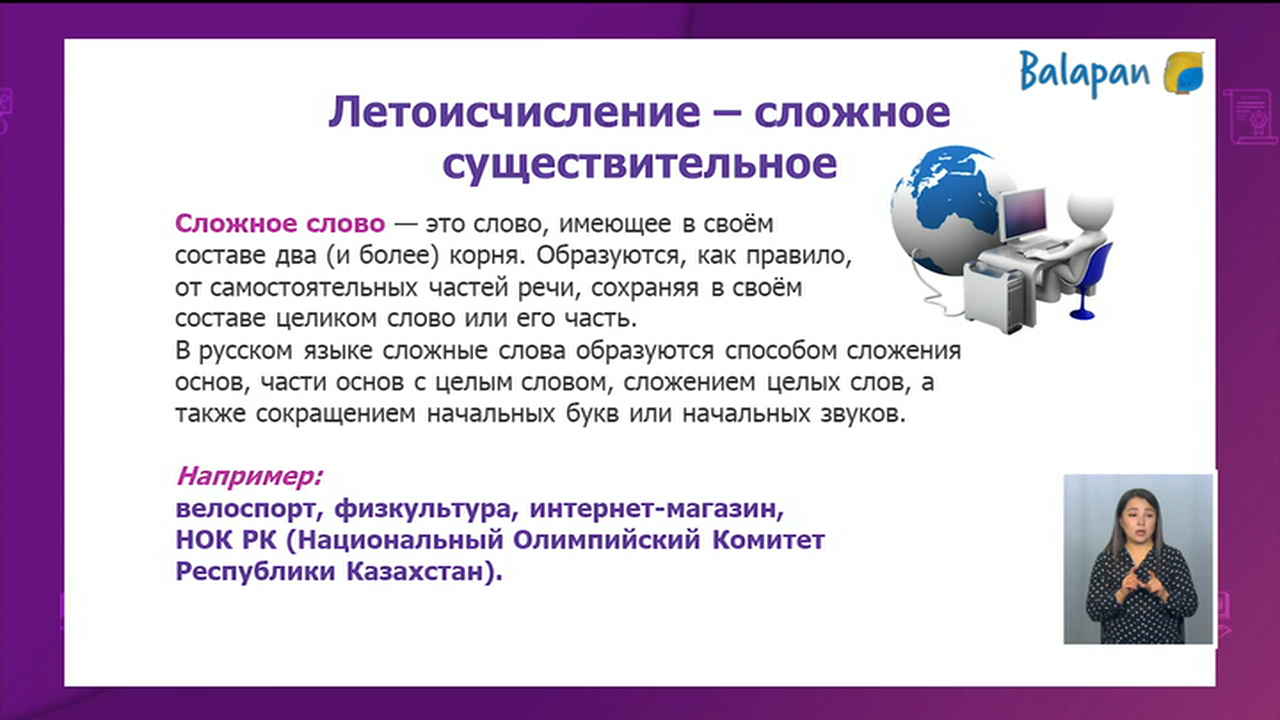 Balapan
Летоисчисление – сложное
существительное
Сложное слово — это слово, имеющее в своём
составе два (и более) корня. Образуются, как правило,
от самостоятельных частей речи, сохраняя в своём
составе целиком слово или его часть.
В русском языке сложные слова образуются способом сложения
основ, части основ с целым словом, сложением целых слов, а
также сокращением начальных букв или начальных звуков.
Например:
велоспорт, физкультура, интернет-магазин,
НОК РК (Национальный Олимпийский Комитет
Республики Казахстан).